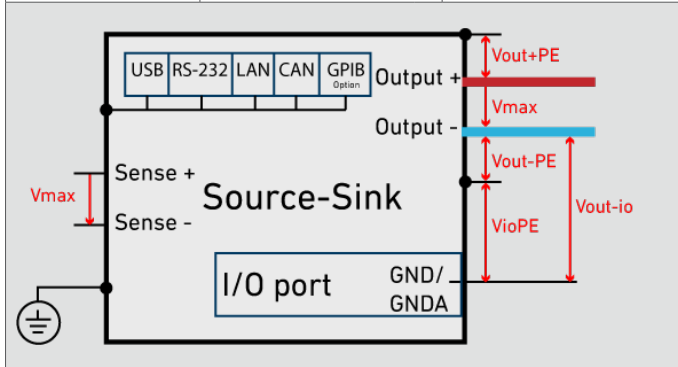 USB RS-232 LAN CAN GPIB
Option
Output +
Vout+PE
Vmax
Output -
Vout-PE
Sense +
Vmax
Source-Sink
Sense -
VioPE
Vout-io
I/O port
GND/
GNDA